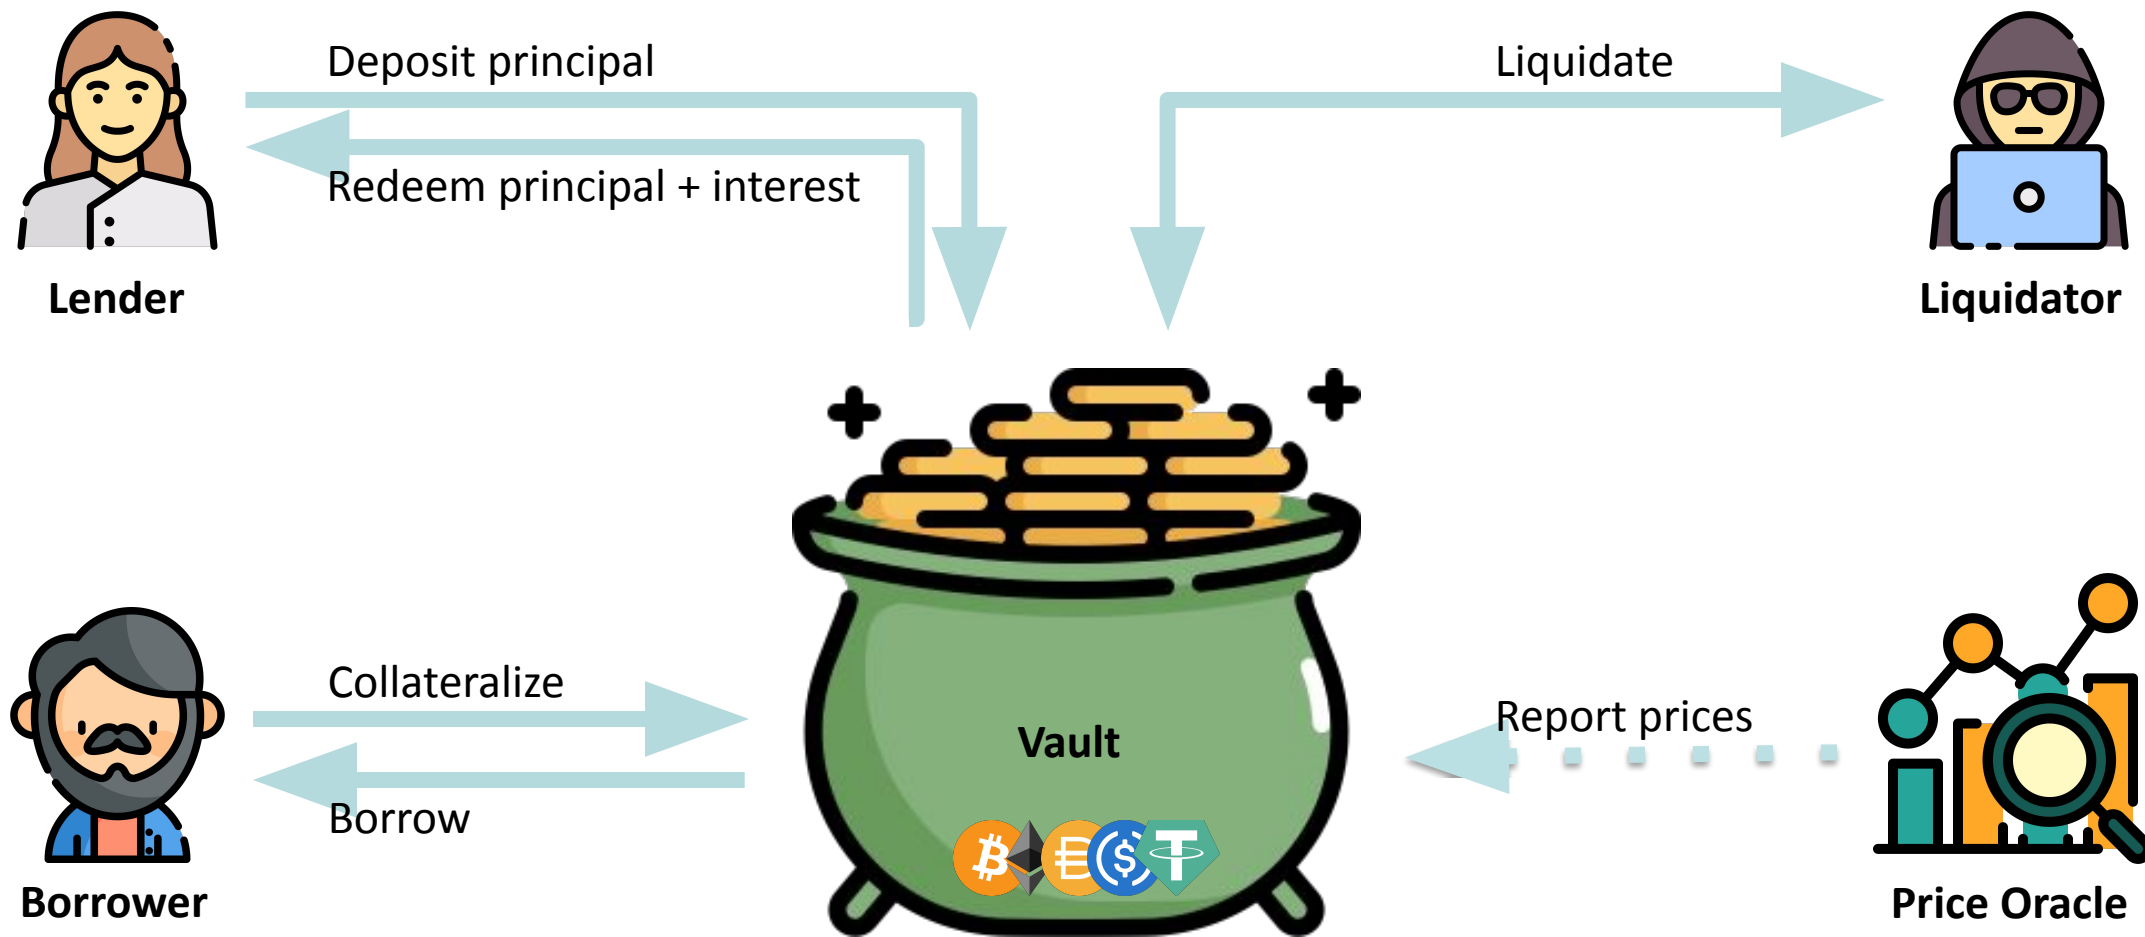 Deposit principal
Redeem principal + interest
Lender
Liquidate
Liquidator
Collateralize
Borrow
Borrower
Vault
Report prices
Price Oracle